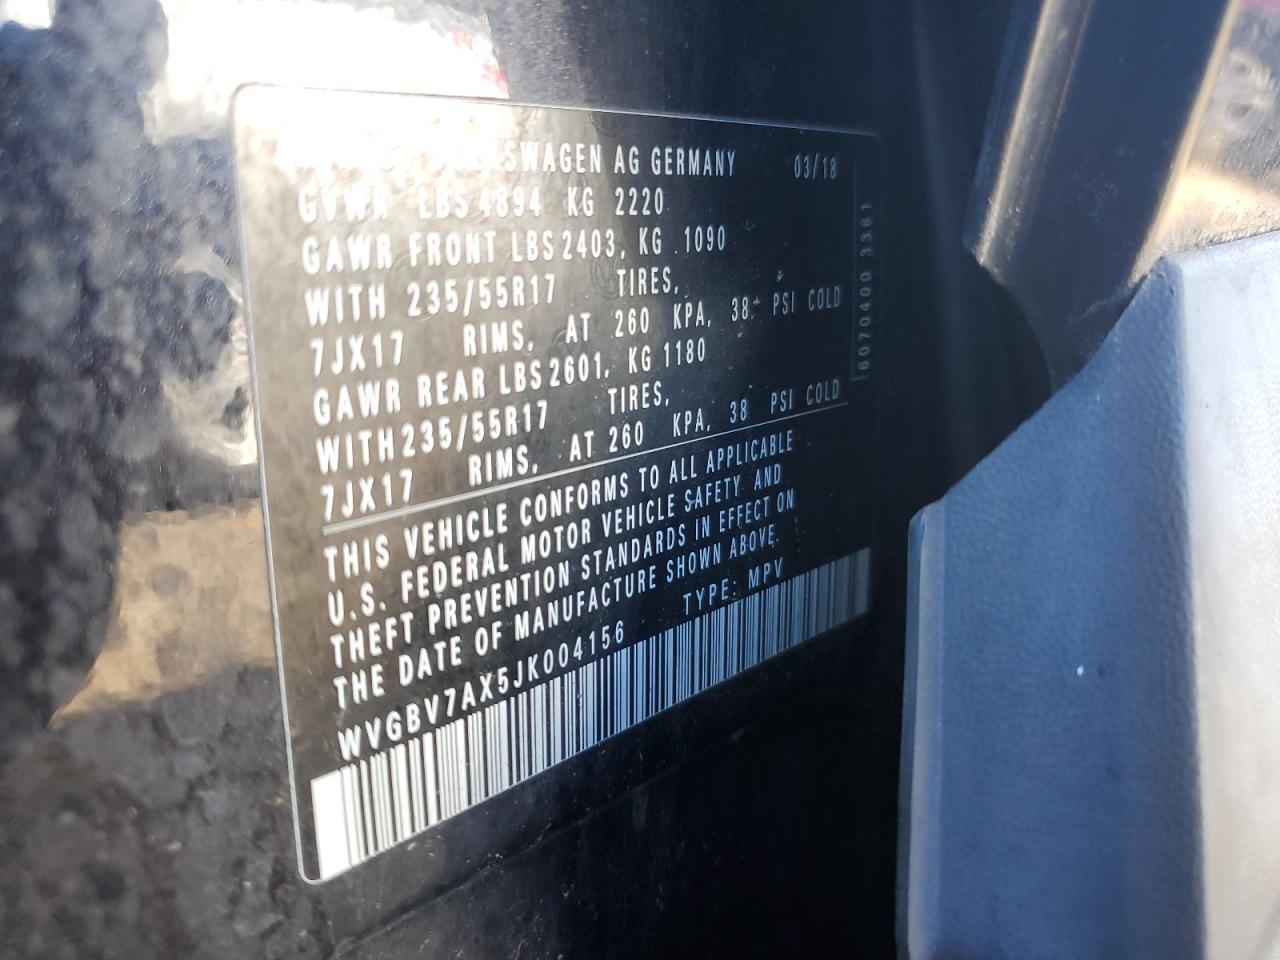 VOLKSWAGEN AG GERMANY 03/18
GVWR LBS 4894 KG 2220
GAWR FRONT LBS 2403, KG 1090
WITH 235/55R17 TIRES,
7JX17 RIMS, AT 260 KPA, 38 PSI COLD
GAWR REAR LBS 2601, KG 1180
WITH 235/55R17 TIRES,
7JX17 RIMS, AT 260 KPA, 38 PSI COLD
THIS VEHICLE CONFORMS TO ALL APPLICABLE
U.S. FEDERAL MOTOR VEHICLE SAFETY AND
THEFT PREVENTION STANDARDS IN EFFECT ON
THE DATE OF MANUFACTURE SHOWN ABOVE.
WVGBV7AX5JK004156 TYPE: MPV
6070400 3361